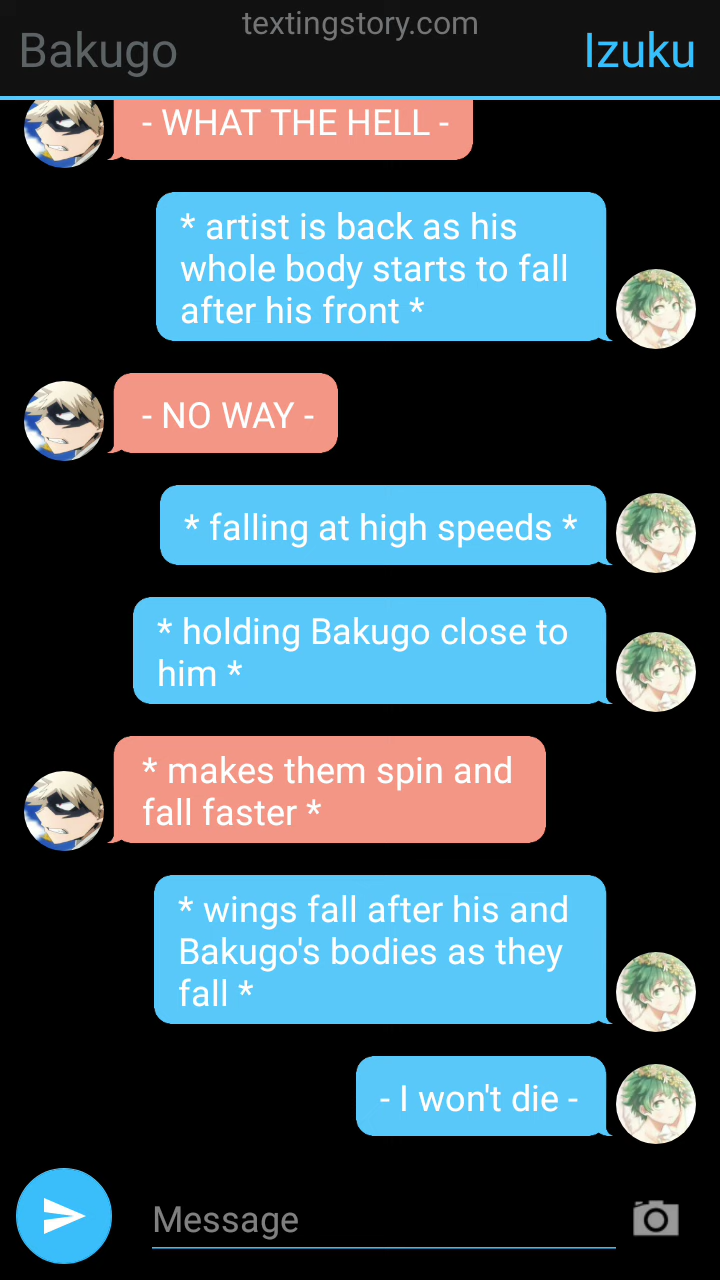 textingstory.com
Bakugo
Izuku
- WHAT THE HELL -
* artist is back as his
whole body starts to fall
after his front *
- NO WAY -
* falling at high speeds *
* holding Bakugo close to
him *
* makes them spin and
fall faster *
* wings fall after his and
Bakugo's bodies as they
fall *
- I won't die -
Message